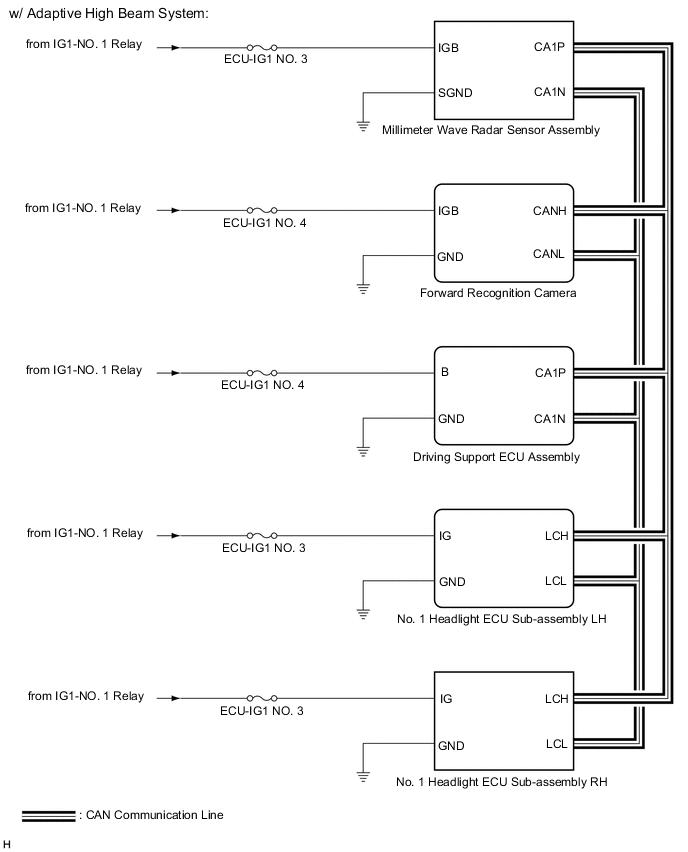 w/ Adaptive High Beam System:
from IG1-NO. 1 Relay
ECU-IG1 NO. 3
IGB
CA1P
SGND
CA1N
Millimeter Wave Radar Sensor Assembly
from IG1-NO. 1 Relay
ECU-IG1 NO. 4
IGB
CANH
GND
CANL
Forward Recognition Camera
from IG1-NO. 1 Relay
ECU-IG1 NO. 4
B
CA1P
GND
CA1N
Driving Support ECU Assembly
from IG1-NO. 1 Relay
ECU-IG1 NO. 3
IG
LCH
GND
LCL
No. 1 Headlight ECU Sub-assembly LH
from IG1-NO. 1 Relay
ECU-IG1 NO. 3
IG
LCH
GND
LCL
No. 1 Headlight ECU Sub-assembly RH
: CAN Communication Line
H